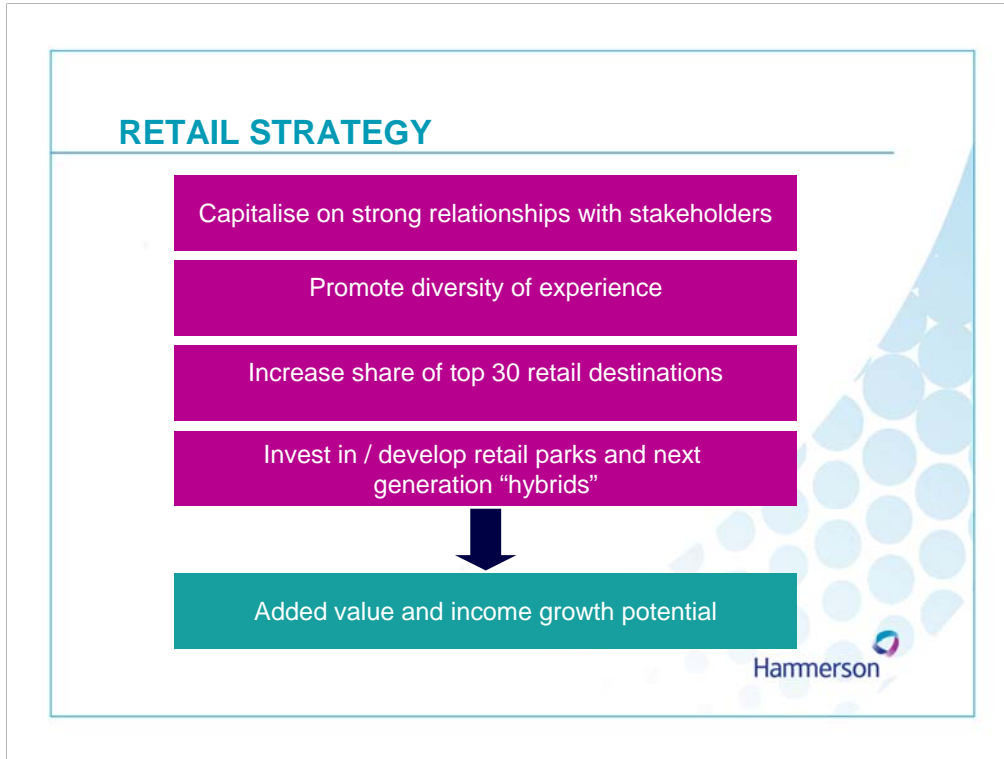 RETAIL STRATEGY
Capitalise on strong relationships with stakeholders
Promote diversity of experience
Increase share of top 30 retail destinations
Invest in / develop retail parks and next
generation “hybrids”
Added value and income growth potential
Hammerson